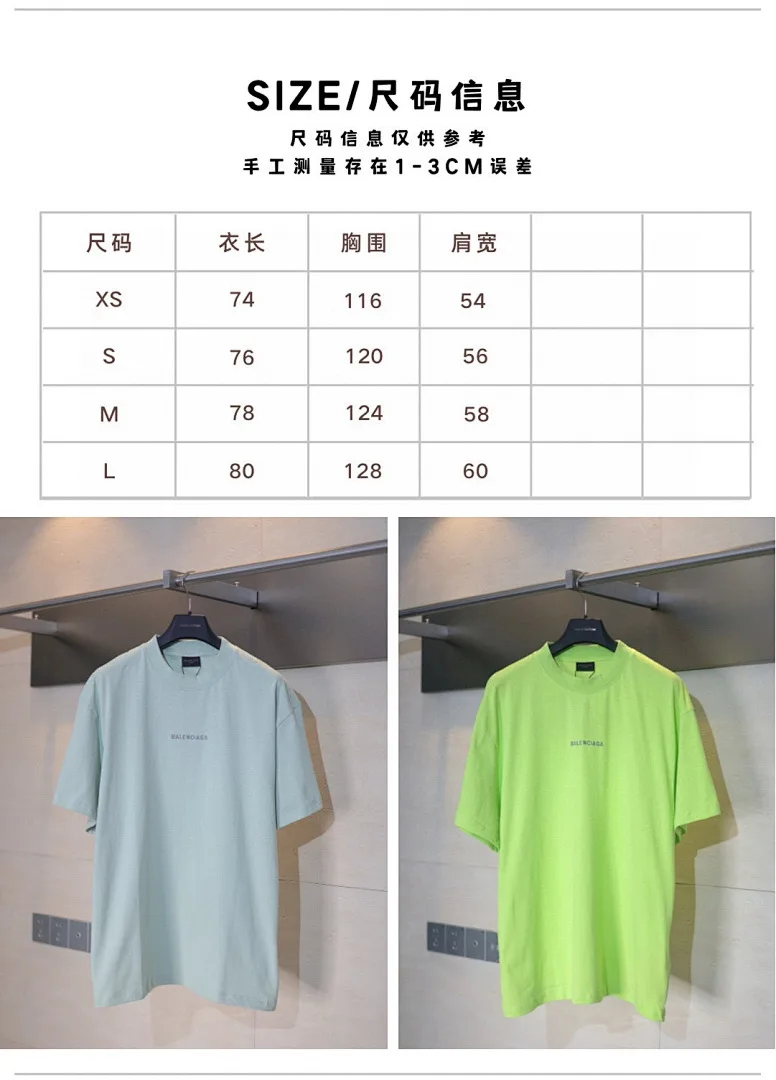 SIZE/尺码信息
尺码信息仅供参考
手工测量存在1-3CM误差
尺码 衣长 胸围 肩宽
XS 74 116 54
S 76 120 56
M 78 124 58
L 80 128 60
BALENCIAGA
BALENCIAGA